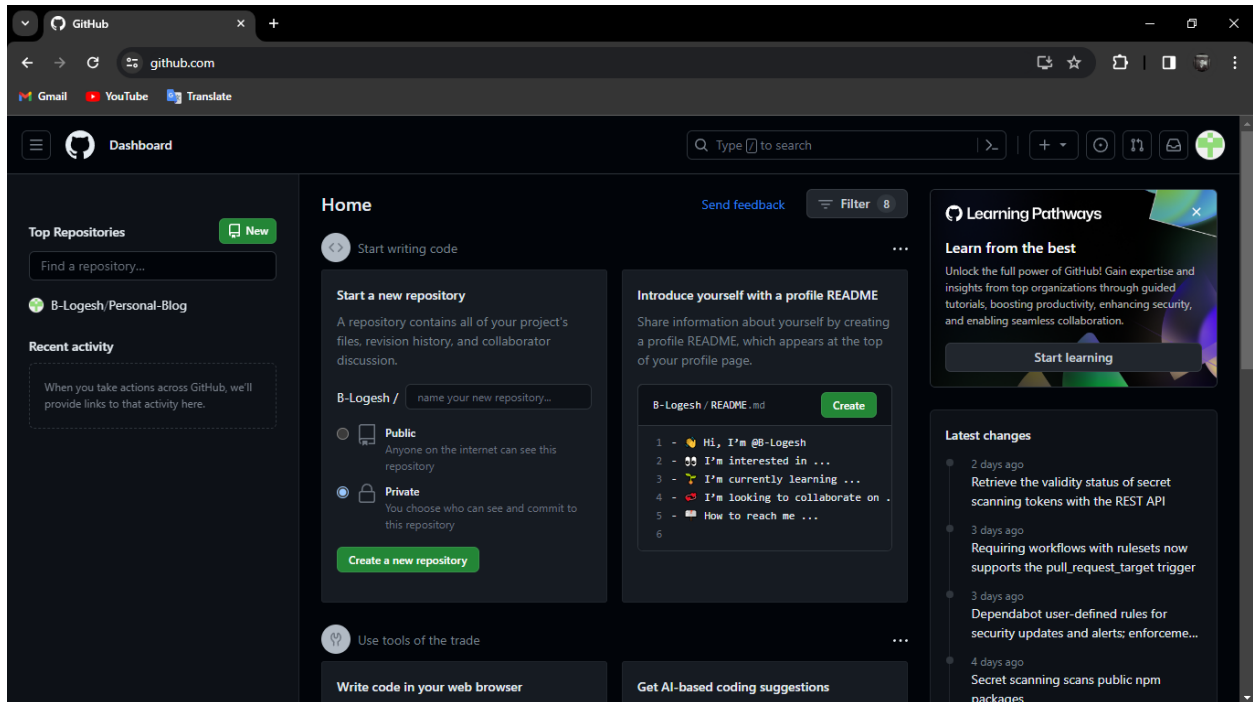 GitHub
github.com
Gmail YouTube Translate
Dashboard
Type / to search
Top Repositories
New
Find a repository...
B-Logesh/Personal-Blog
Recent activity
When you take actions across GitHub, we'll
provide links to that activity here.
Home
Send feedback
Filter 8
Start writing code
Start a new repository
A repository contains all of your project's
files, revision history, and collaborator
discussion.
B-Logesh / name your new repository...
Public
Anyone on the internet can see this
repository
Private
You choose who can see and commit to
this repository
Create a new repository
Introduce yourself with a profile README
Share information about yourself by creating
a profile README, which appears at the top
of your profile page.
B-Logesh / README.md
Create
1 - 👋 Hi, I'm @B-Logesh
2 - 👀 I'm interested in ...
3 - 🌱 I'm currently learning ...
4 - 💞️ I'm looking to collaborate on .
5 - 📫 How to reach me ...
6
Use tools of the trade
Write code in your web browser
Get AI-based coding suggestions
Learning Pathways
Learn from the best
Unlock the full power of GitHub! Gain expertise and
insights from top organizations through guided
tutorials, boosting productivity, enhancing security,
and enabling seamless collaboration.
Start learning
Latest changes
2 days ago
Retrieve the validity status of secret
scanning tokens with the REST API
3 days ago
Requiring workflows with rulesets now
supports the pull_request_target trigger
3 days ago
Dependabot user-defined rules for
security updates and alerts; enforceme...
4 days ago
Secret scanning scans public npm
packages